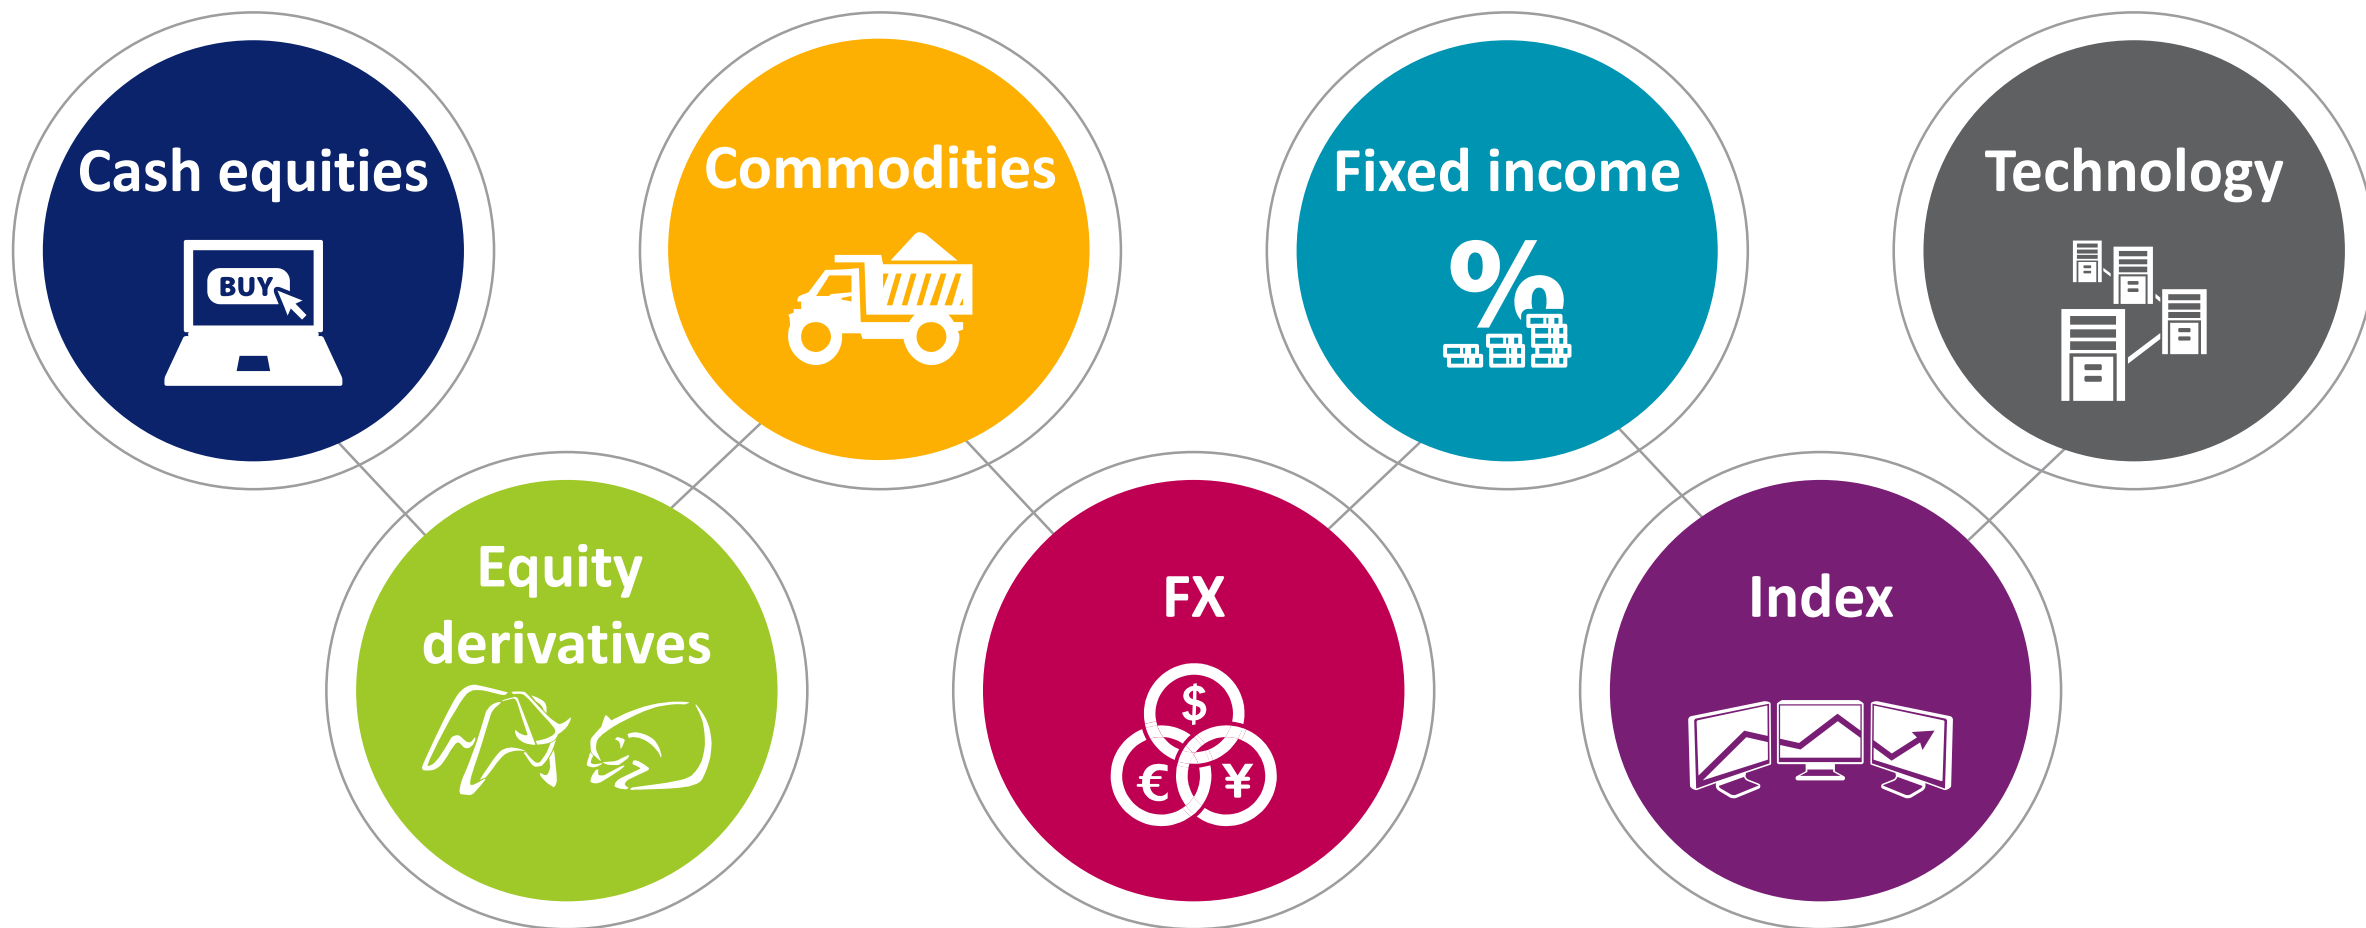 Cash equities
BUY
Equity
derivatives
Commodities
FX
$
€ ¥
Fixed income
%
Index
Technology